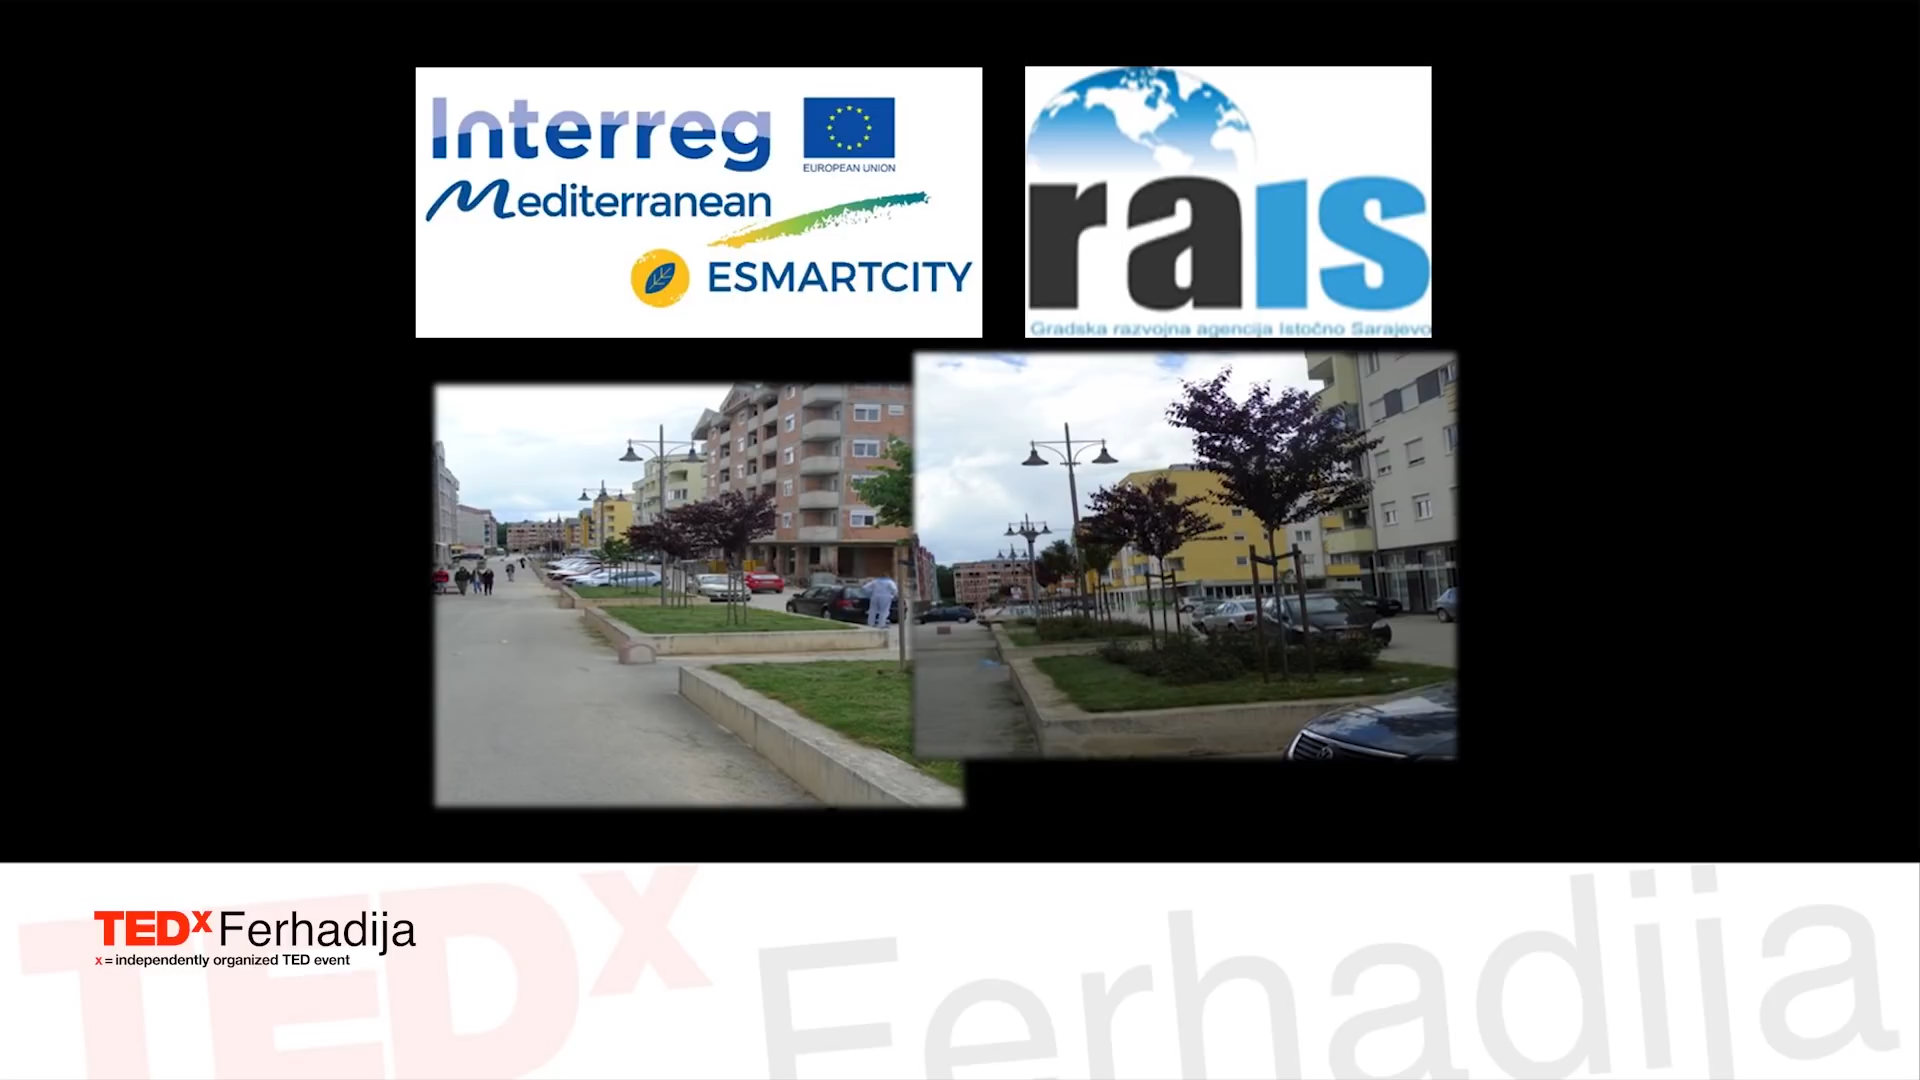 Interreg
EUROPEAN UNION
Mediterranean
ESMARTCITY
rais
Gradska razvojna agencija Istočno Sarajevo
TEDx Ferhadija
x = independently organized TED event
TEDx Ferhadija